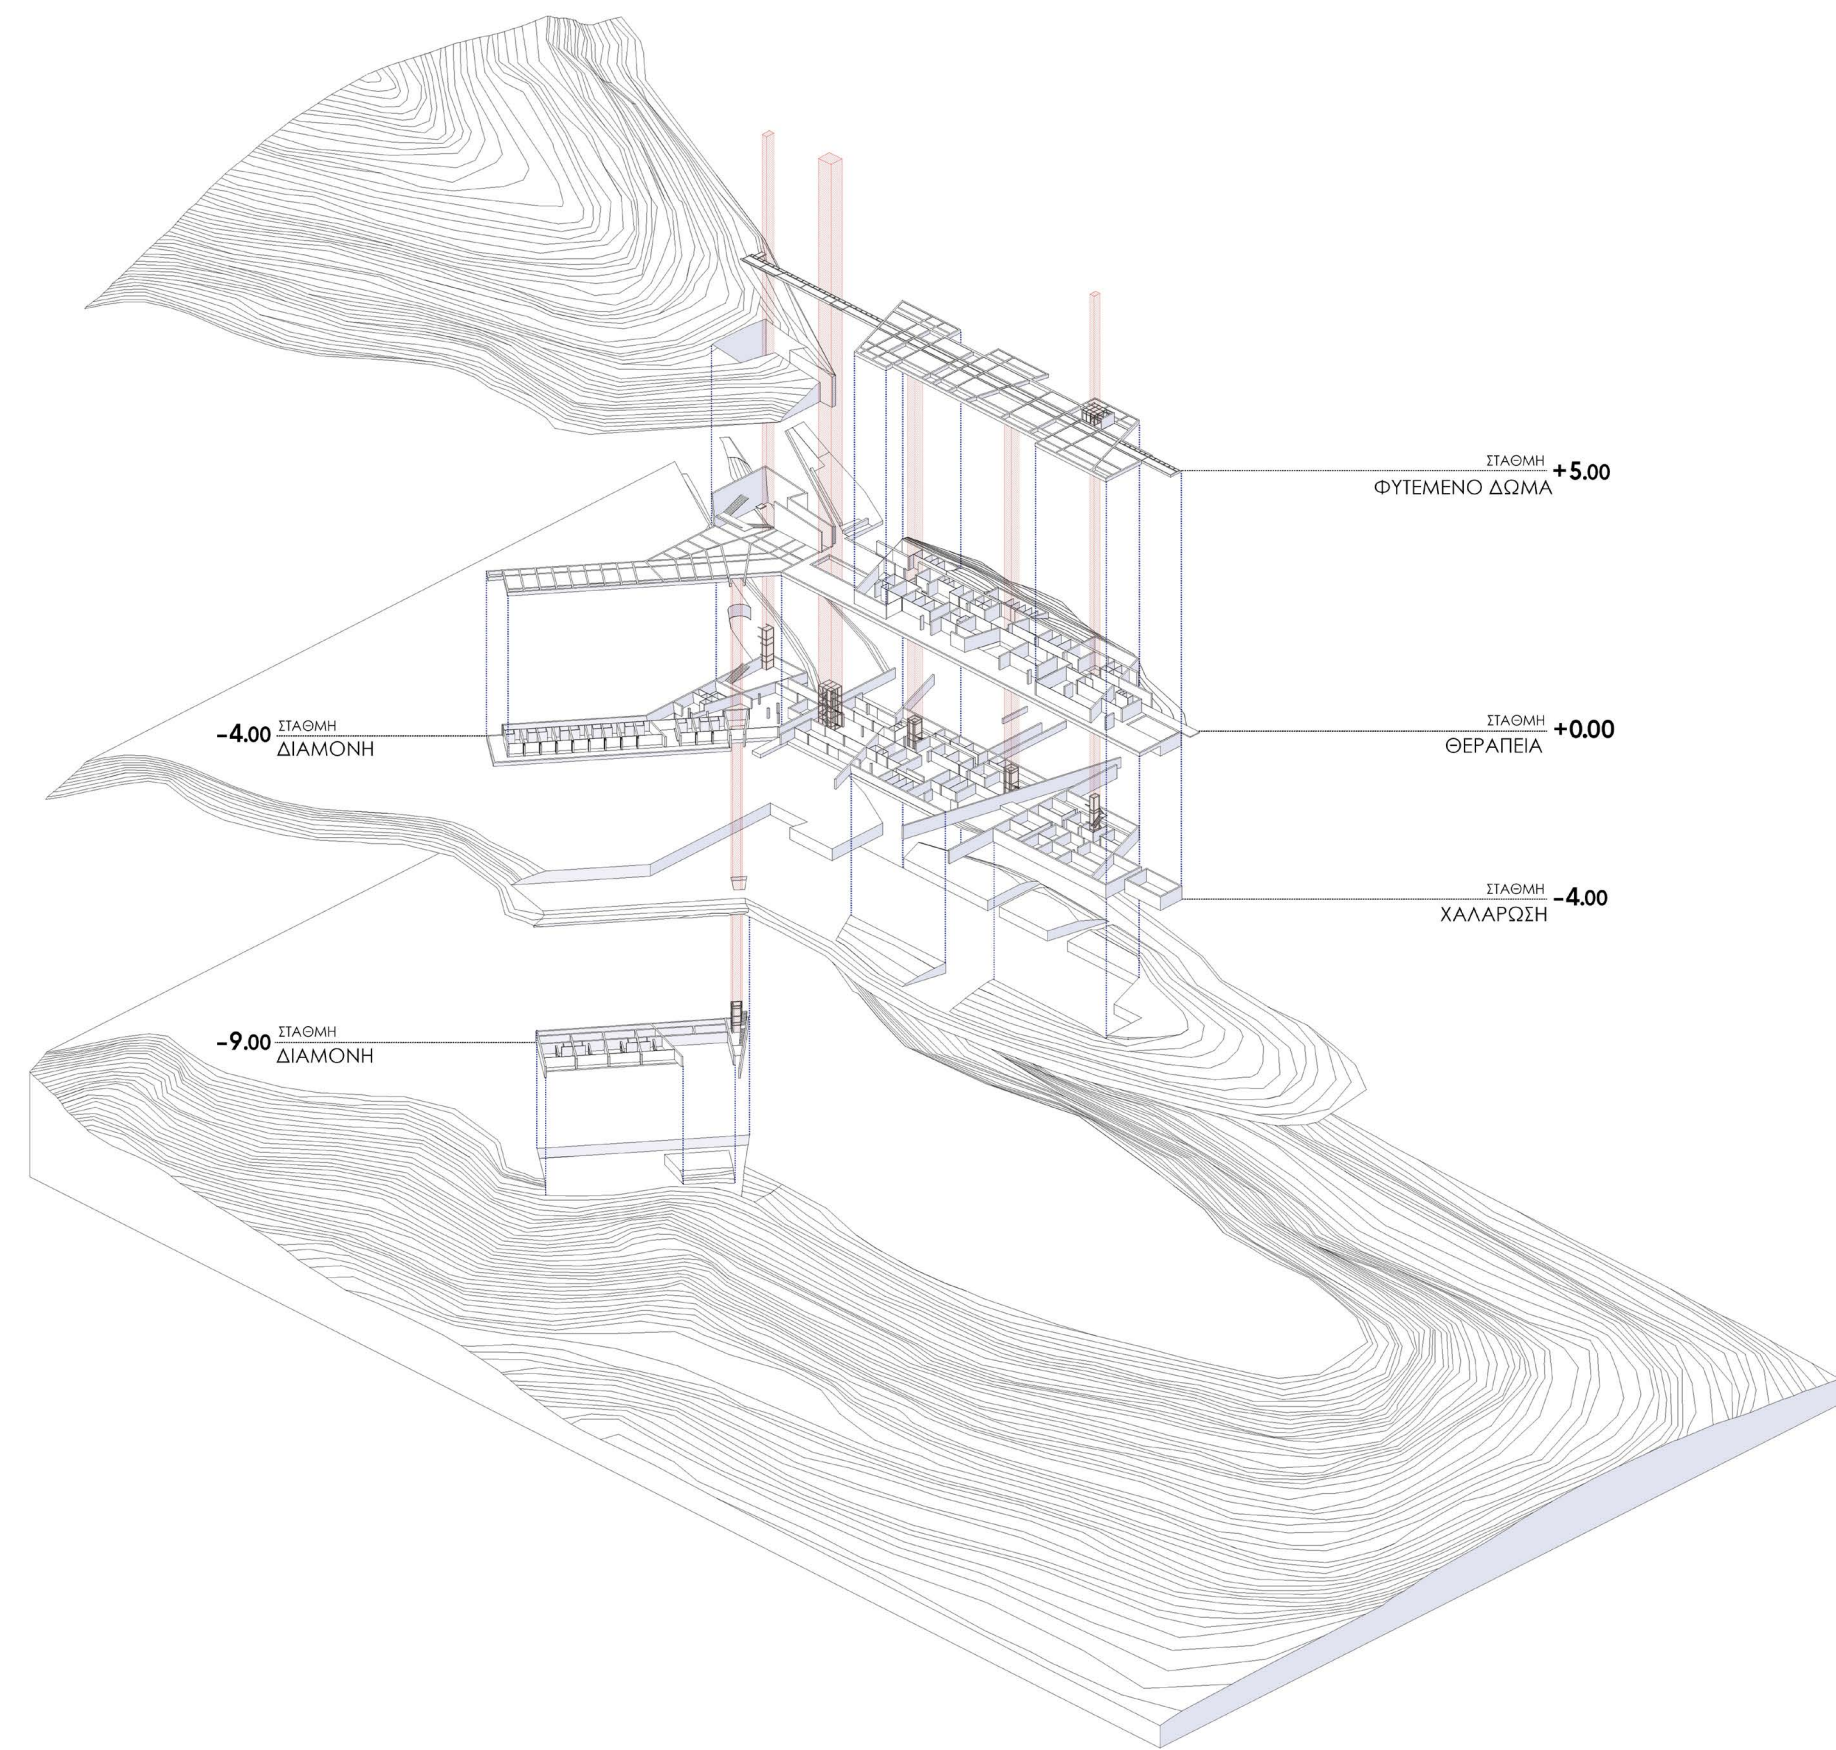 ΣΤΑΘΜΗ +5.00
ΦΥΤΕΜΕΝΟ ΔΩΜΑ
-4.00 ΣΤΑΘΜΗ
ΔΙΑΜΟΝΗ
ΣΤΑΘΜΗ +0.00
ΘΕΡΑΠΕΙΑ
ΣΤΑΘΜΗ -4.00
ΧΑΛΑΡΩΣΗ
-9.00 ΣΤΑΘΜΗ
ΔΙΑΜΟΝΗ